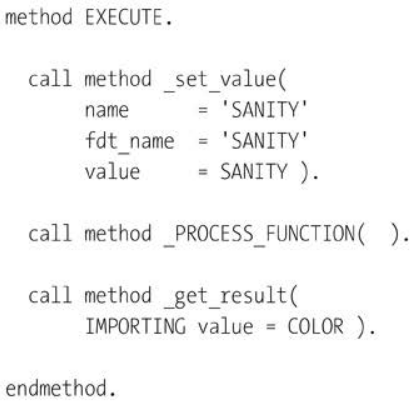 method EXECUTE.
call method _set_value(
name = 'SANITY'
fdt_name = 'SANITY'
value = SANITY ).
call method _PROCESS_FUNCTION( ).
call method _get_result(
IMPORTING value = COLOR ).
endmethod.